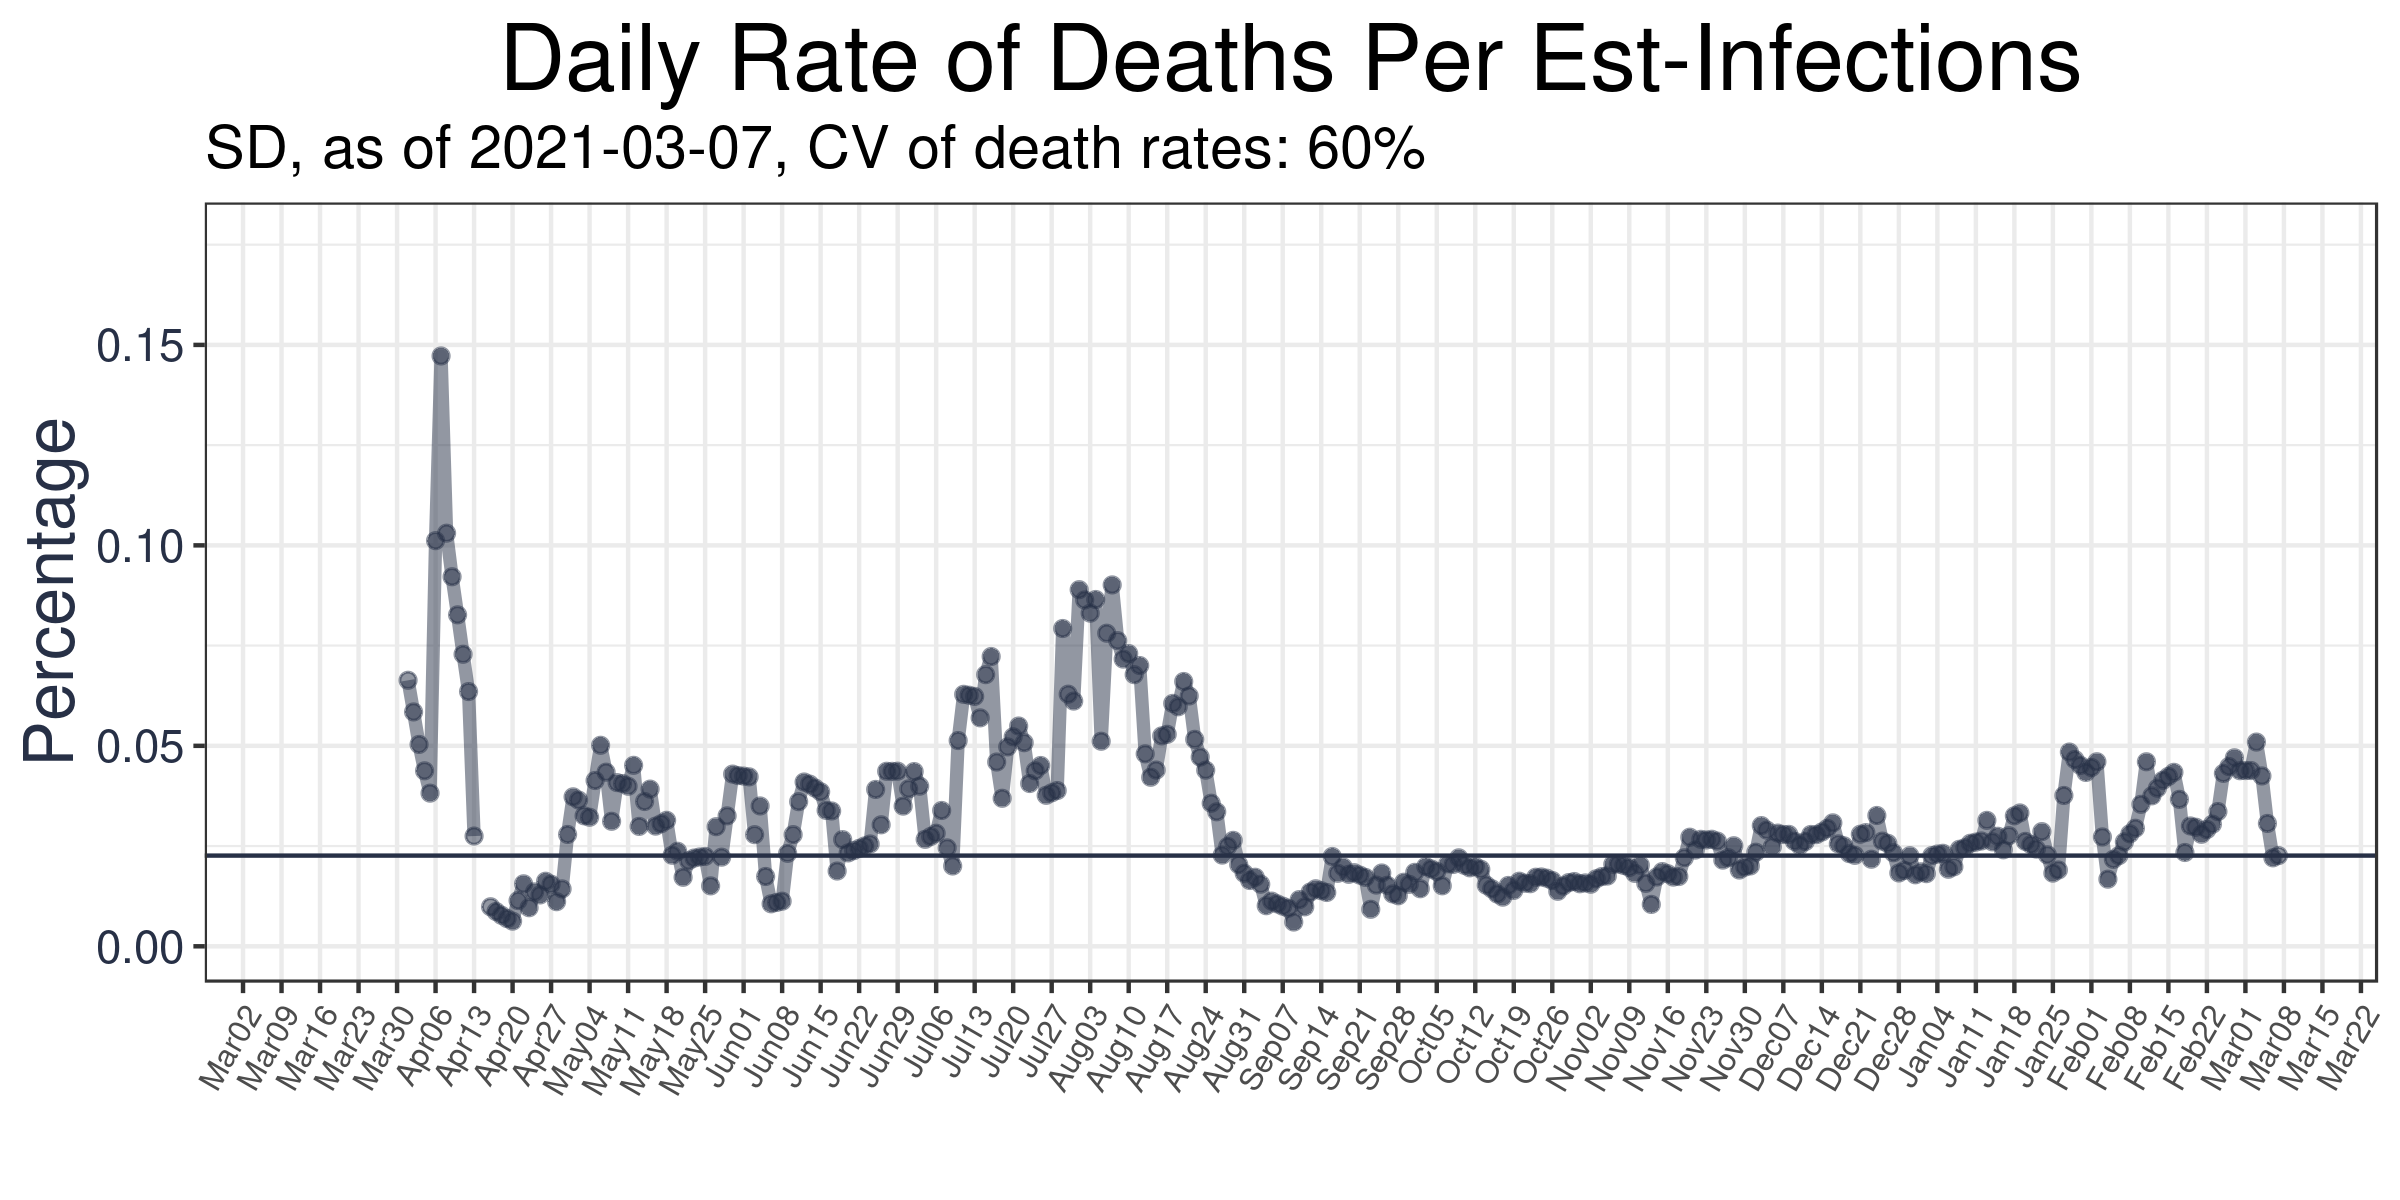 Daily Rate of Deaths Per Est-Infections
SD, as of 2021-03-07, CV of death rates: 60%
Percentage
0.15
0.10
0.05
0.00
Mar02
Mar09
Mar16
Mar23
Mar30
Apr06
Apr13
Apr20
Apr27
May04
May11
May18
May25
Jun01
Jun08
Jun15
Jun22
Jun29
Jul06
Jul13
Jul20
Jul27
Aug03
Aug10
Aug17
Aug24
Aug31
Sep07
Sep14
Sep21
Sep28
Oct05
Oct12
Oct19
Oct26
Nov02
Nov09
Nov16
Nov23
Nov30
Dec07
Dec14
Dec21
Dec28
Jan04
Jan11
Jan18
Jan25
Feb01
Feb08
Feb15
Feb22
Mar01
Mar08
Mar15
Mar22